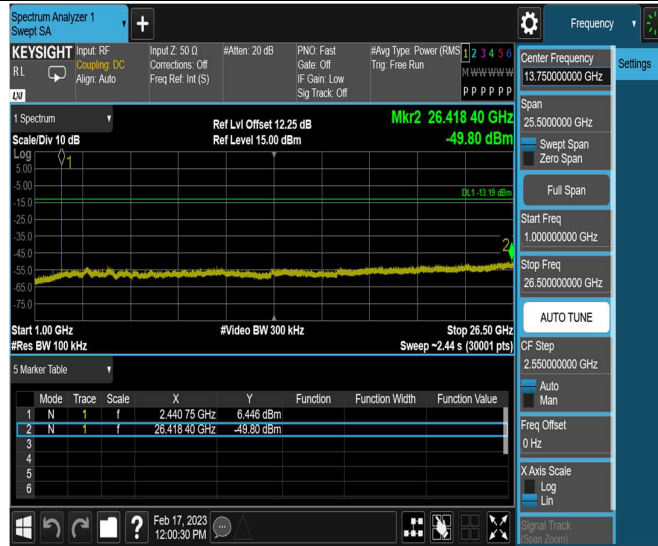 Spectrum Analyzer 1
Swept SA
+
Frequency
KEYSIGHT
RL
LXI
Input: RF
Coupling: DC
Align: Auto
Input Z: 50 Ω
Corrections: Off
Freq Ref: Int (S)
#Atten: 20 dB
PNO: Fast
Gate: Off
IF Gain: Low
Sig Track: Off
#Avg Type: Power (RMS
Trig: Free Run
1 2 3 4 5 6
M W W W W W
P P P P P P
Center Frequency
13.750000000 GHz
Settings
Span
25.5000000 GHz
Swept Span
Zero Span
Full Span
Start Freq
1.000000000 GHz
Stop Freq
26.500000000 GHz
AUTO TUNE
CF Step
2.550000000 GHz
Auto
Man
Freq Offset
0 Hz
X Axis Scale
Log
Lin
Signal Track
(Span Zoom)
1 Spectrum
Scale/Div 10 dB
Ref Lvl Offset 12.25 dB
Ref Level 15.00 dBm
Mkr2 26.418 40 GHz
-49.80 dBm
Log
1
5.00
-5.00
DL1 -13.19 dBm
-15.0
-25.0
-35.0
2
-45.0
-55.0
-65.0
-75.0
Start 1.00 GHz
#Video BW 300 kHz
Stop 26.50 GHz
#Res BW 100 kHz
Sweep ~2.44 s (30001 pts)
5 Marker Table
Mode Trace Scale X Y Function Function Width Function Value
1 N 1 f 2.440 75 GHz 6.446 dBm
2 N 1 f 26.418 40 GHz -49.80 dBm
3
4
5
6
?
Feb 17, 2023
12:00:30 PM